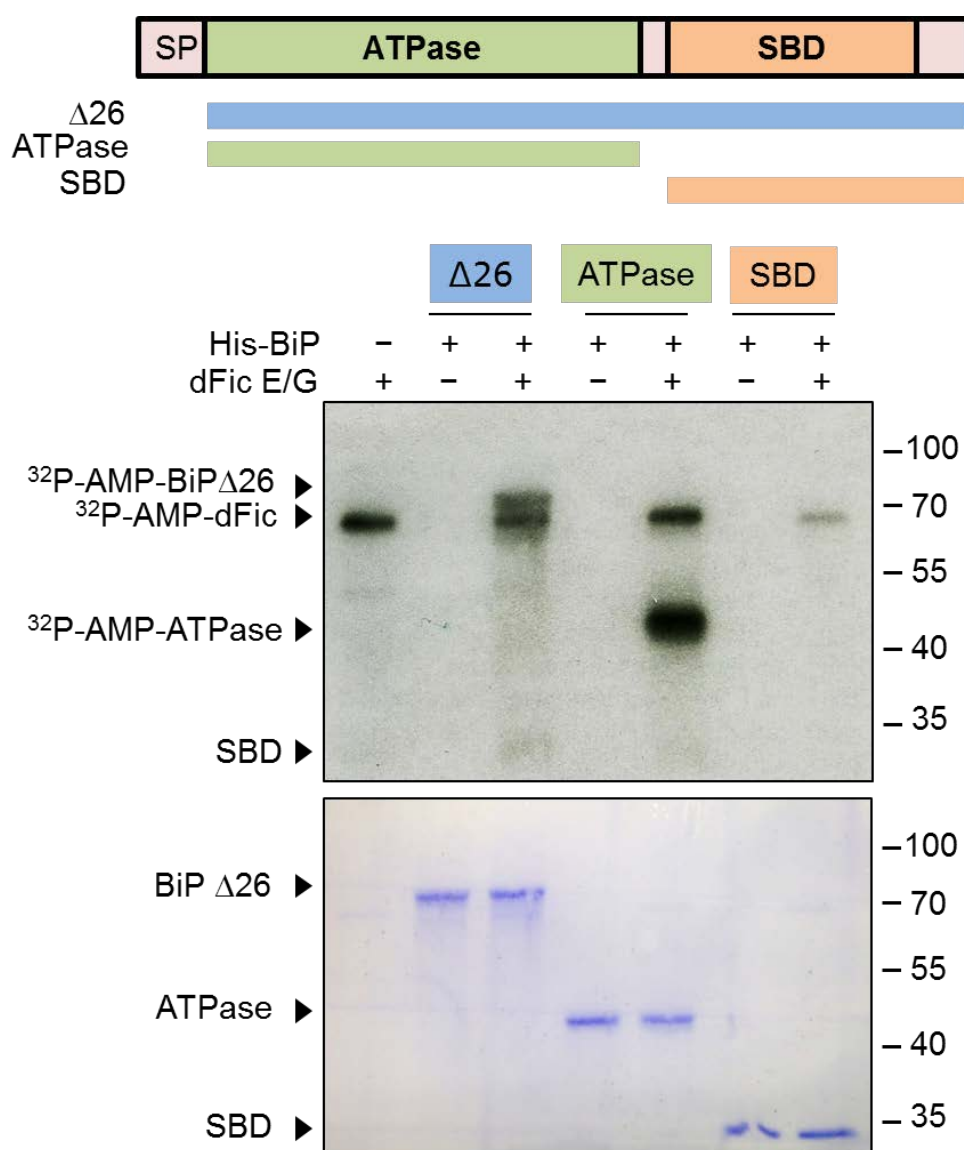 SP ATPase SBD
Δ26
ATPase
SBD
Δ26 ATPase SBD
His-BiP – + + + + + +
dFic E/G + – + – + – +
– 100
³²P-AMP-BiPΔ26
³²P-AMP-dFic
– 70
– 55
³²P-AMP-ATPase
– 40
– 35
SBD
– 100
BiP Δ26
– 70
– 55
ATPase
– 40
– 35
SBD